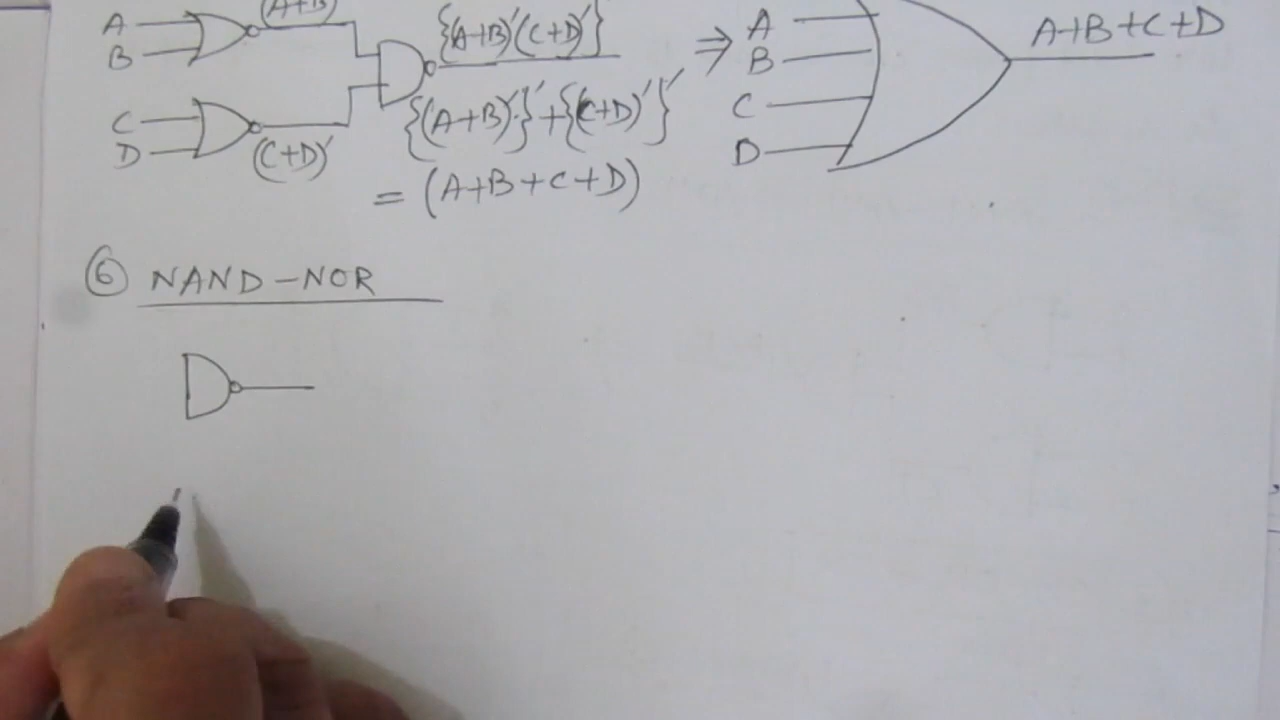 A
B
(A+B)'
C
D
(C+D)'
{(A+B)'(C+D)'}'
{(A+B)'}'+{(C+D)'}'
= (A+B+C+D)
⇒
A
B
C
D
A+B+C+D
⑥ NAND-NOR